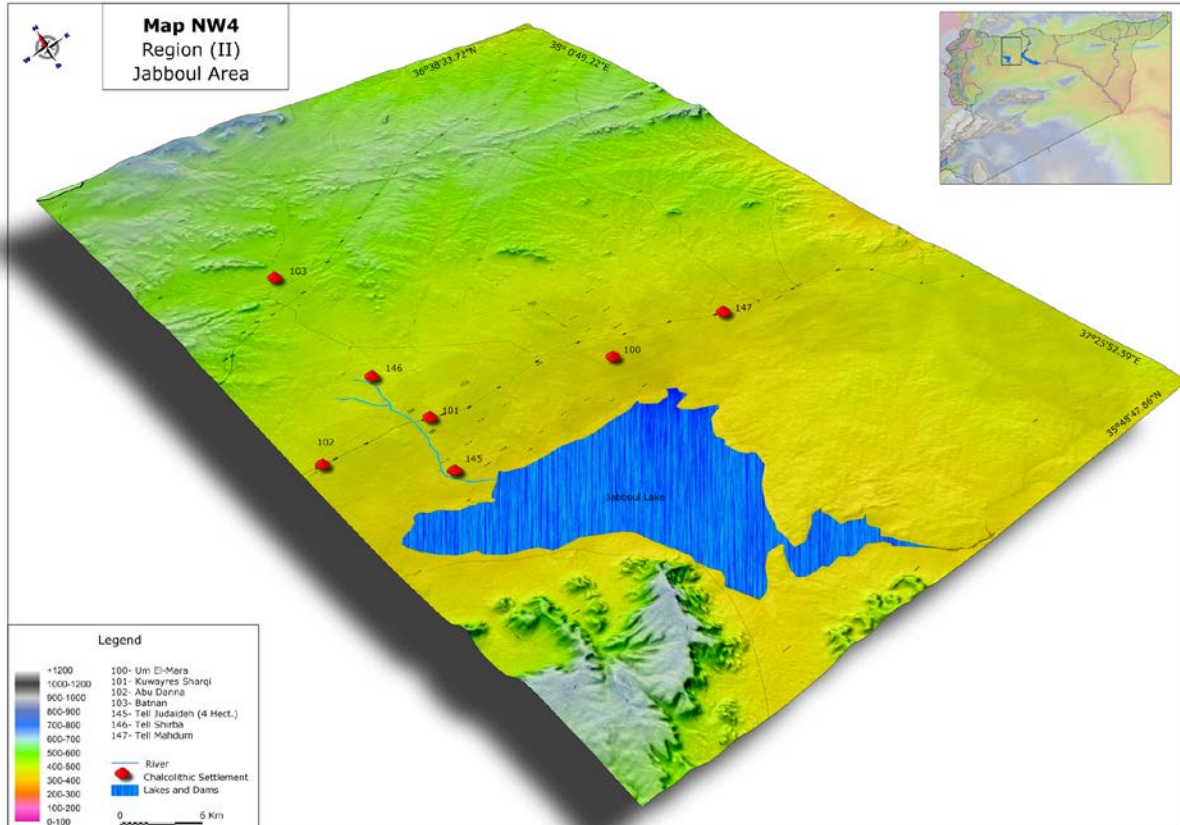 Map NW4
Region (II)
Jabboul Area
36°38'33.72"N
38° 0'49.22"E
37°25'52.59"E
35°48'47.86"N
103
147
100
146
101
102
145
Jabboul Lake
Legend
+1200
1000-1200
900-1000
800-900
700-800
600-700
500-600
400-500
300-400
200-300
100-200
0-100
100- Um El-Mara
101- Kuwayres Sharqi
102- Abu Danna
103- Batnan
145- Tell Judaideh (4 Hect.)
146- Tell Shirba
147- Tell Mahdum
River
Chalcolithic Settlement
Lakes and Dams
0 6 Km